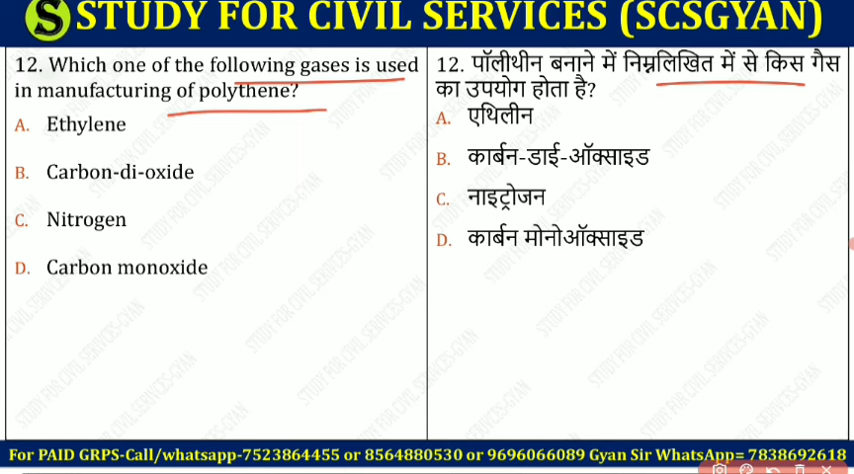 S STUDY FOR CIVIL SERVICES (SCSGYAN)
12. Which one of the following gases is used
in manufacturing of polythene?
A. Ethylene
B. Carbon-di-oxide
C. Nitrogen
D. Carbon monoxide
12. पॉलीथीन बनाने में निम्नलिखित में से किस गैस
का उपयोग होता है?
A. एथिलीन
B. कार्बन-डाई-ऑक्साइड
C. नाइट्रोजन
D. कार्बन मोनोऑक्साइड
For PAID GRPS-Call/whatsapp-7523864455 or 8564880530 or 9696066089 Gyan Sir WhatsApp= 7838692618